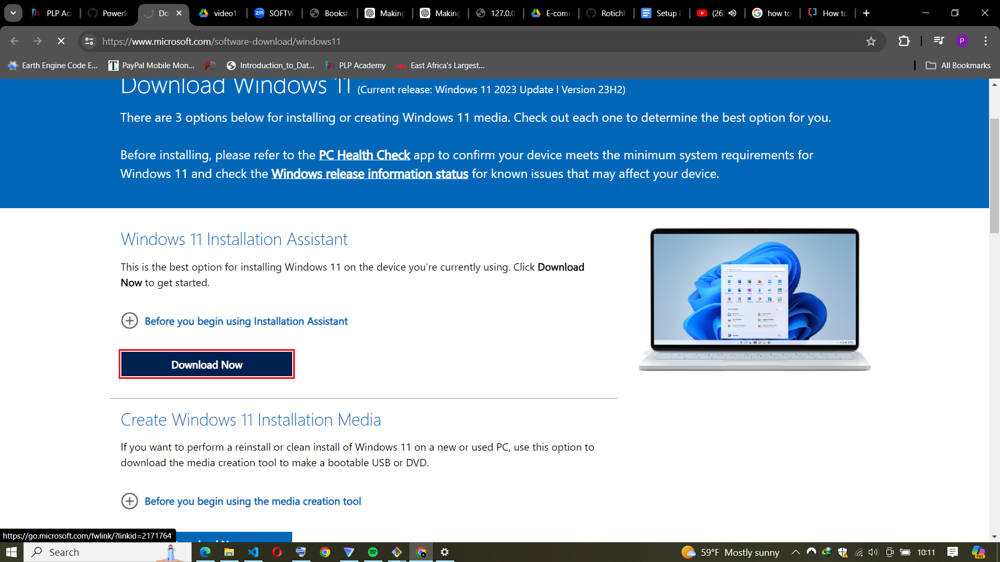 PLP Aca
Powerle
Do
video1
SOFTW
Booksh
Making
Making
127.0.0
E-comm
RotichP
Setup D
(26)
how to
How to
https://www.microsoft.com/software-download/windows11
P
Earth Engine Code E...
PayPal Mobile Mon...
Introduction_to_Dat...
PLP Academy
East Africa's Largest...
All Bookmarks
Download Windows 11 (Current release: Windows 11 2023 Update l Version 23H2)
There are 3 options below for installing or creating Windows 11 media. Check out each one to determine the best option for you.
Before installing, please refer to the PC Health Check app to confirm your device meets the minimum system requirements for
Windows 11 and check the Windows release information status for known issues that may affect your device.
Windows 11 Installation Assistant
This is the best option for installing Windows 11 on the device you’re currently using. Click Download
Now to get started.
Before you begin using Installation Assistant
Download Now
Create Windows 11 Installation Media
If you want to perform a reinstall or clean install of Windows 11 on a new or used PC, use this option to
download the media creation tool to make a bootable USB or DVD.
Before you begin using the media creation tool
https://go.microsoft.com/fwlink/?linkid=2171764
Search
59°F Mostly sunny
10:11
PRE